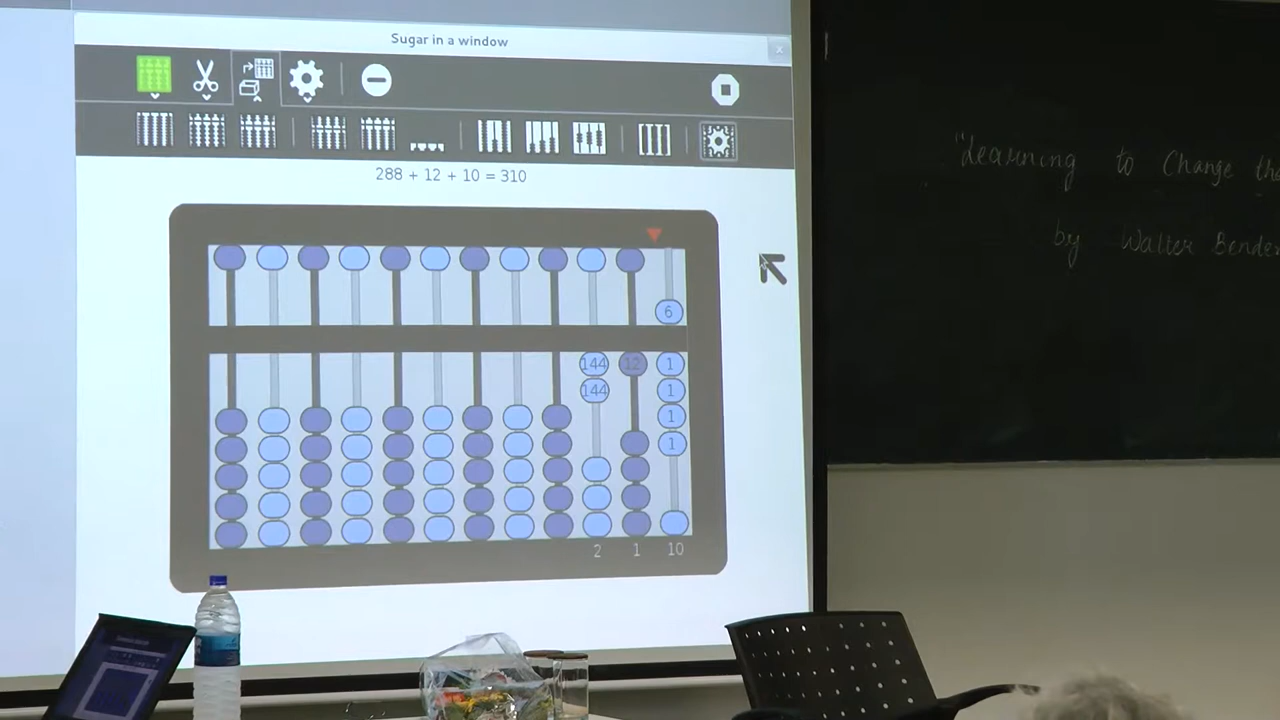 Sugar in a window
288 + 12 + 10 = 310
6
144 12 1
144 1
1
1
2 1 10
"Learning to Change the
by Walter Bender